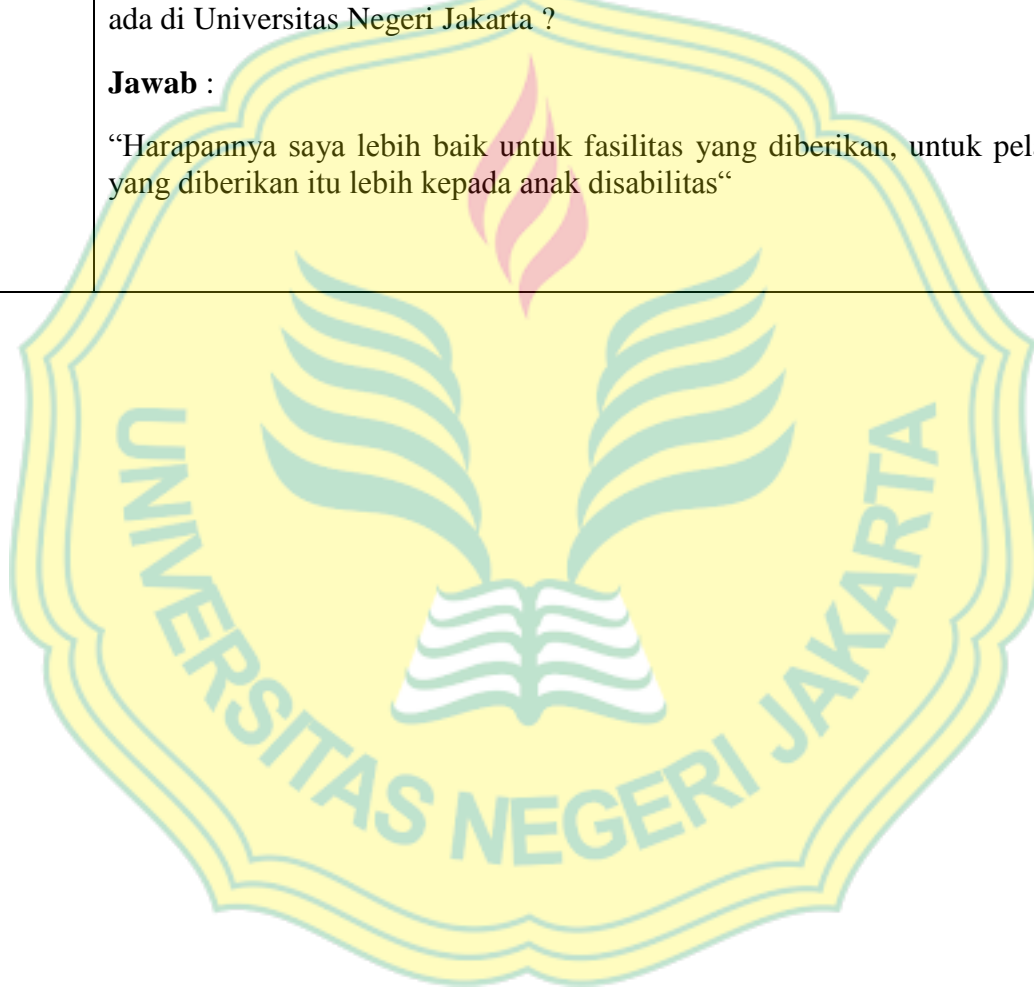 ada di Universitas Negeri Jakarta ?
Jawab :
“Harapannya saya lebih baik untuk fasilitas yang diberikan, untuk
yang diberikan itu lebih kepada anak disabilitas“
UNIVERSITAS NEGERI JAKARTA